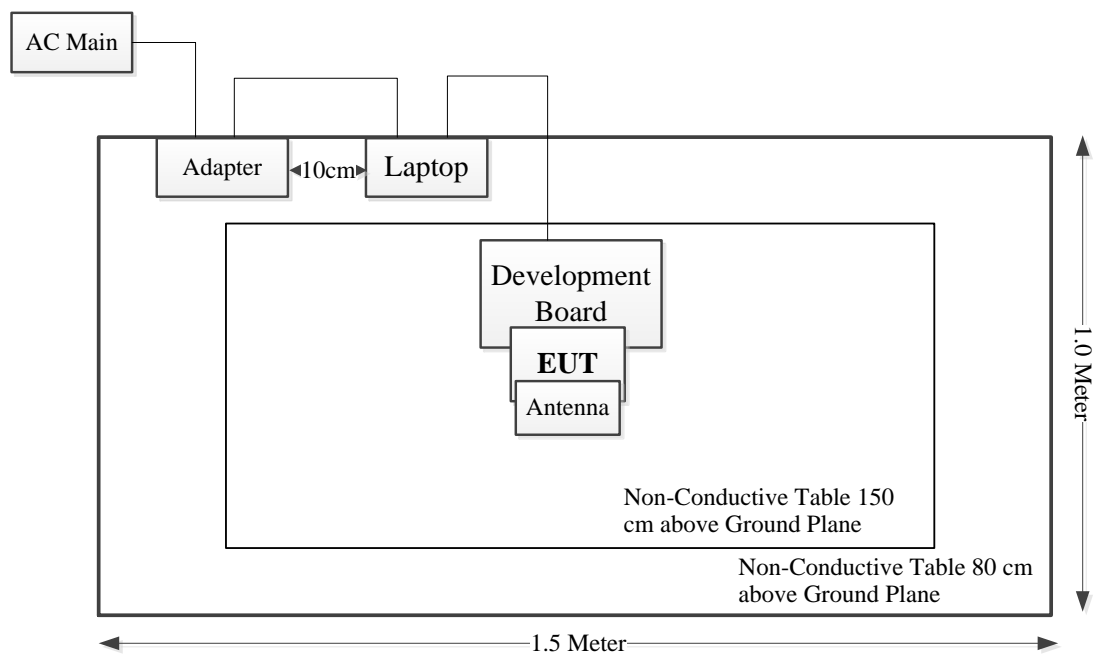 AC Main
Adapter
10cm
Laptop
Development
Board
EUT
Antenna
1.0 Meter
Non-Conductive Table 150
cm above Ground Plane
Non-Conductive Table 80 cm
above Ground Plane
1.5 Meter